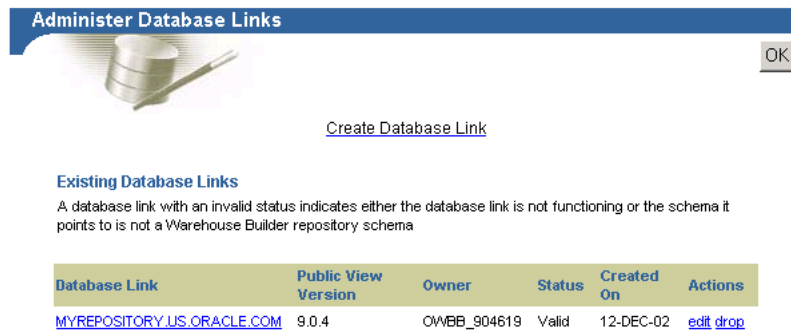 Administer Database Links
OK
Create Database Link
Existing Database Links
A database link with an invalid status indicates either the database link is not functioning or the schema it
points to is not a Warehouse Builder repository schema
Database Link Public View Version Owner Status Created On Actions
MYREPOSITORY.US.ORACLE.COM 9.0.4 OWBB_904619 Valid 12-DEC-02 edit drop